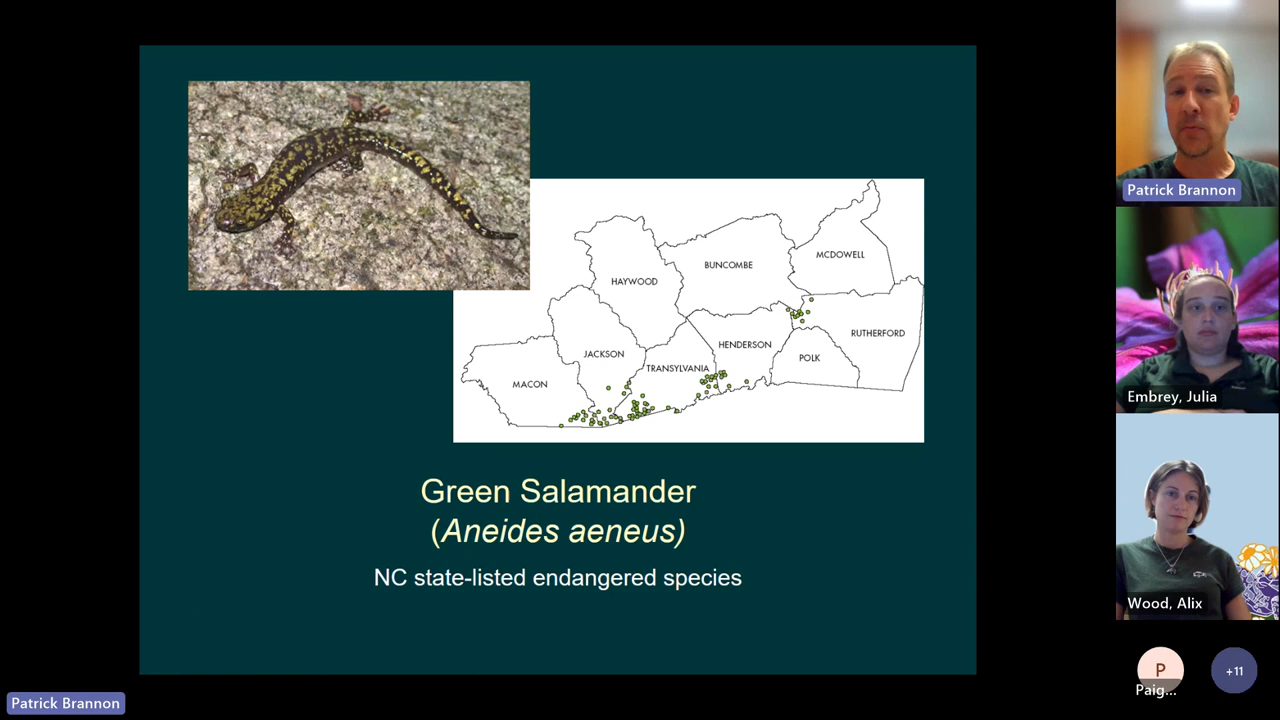 HAYWOOD
BUNCOMBE
MCDOWELL
JACKSON
TRANSYLVANIA
HENDERSON
RUTHERFORD
POLK
MACON
Green Salamander
(Aneides aeneus)
NC state-listed endangered species
Patrick Brannon
Patrick Brannon
Embrey, Julia
Wood, Alix
P
Paig...
+11